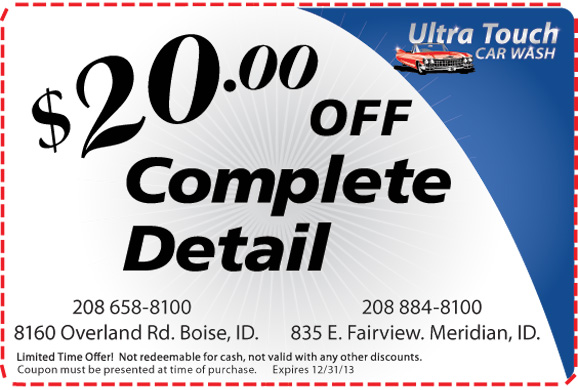 Ultra Touch
CAR WASH
$20.00
OFF
Complete
Detail
208 658-8100
8160 Overland Rd. Boise, ID.
208 884-8100
835 E. Fairview. Meridian, ID.
Limited Time Offer!  Not redeemable for cash, not valid with any other discounts.
Coupon must be presented at time of purchase.     Expires 12/31/13